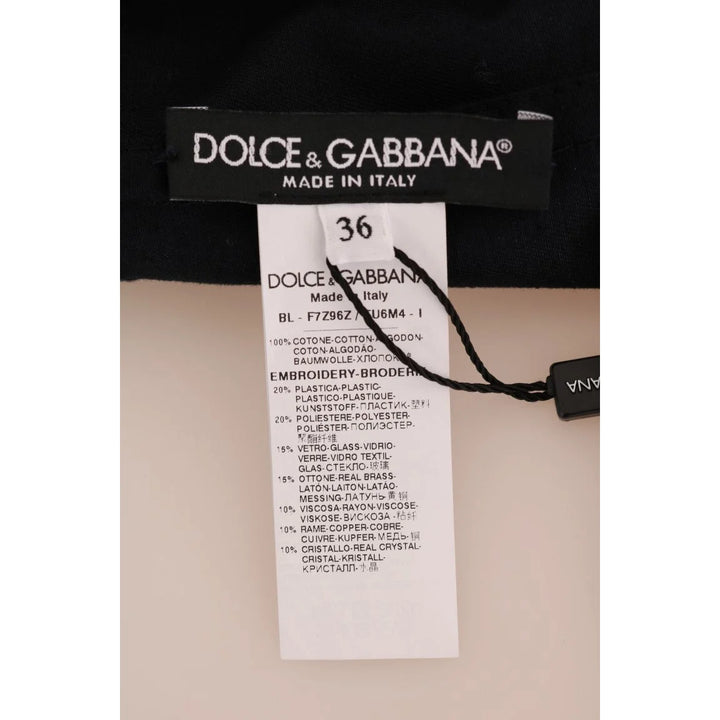 DOLCE & GABBANA®
MADE IN ITALY
36
DOLCE & GABBANA
Made in Italy
BL - F7Z96Z / FU6M4 - I
100% COTONE-COTTON-ALGODON-
COTON-ALGODÃO-
BAUMWOLLE-ХЛОПОК-
EMBROIDERY-BRODERI
20% PLASTICA-PLASTIC-
PLASTICO-PLASTIQUE-
KUNSTSTOFF-ПЛАСТИК-塑料
20% POLIESTERE-POLYESTER-
POLIÉSTER-ПОЛИЭСТЕР-
聚酯纤维
15% VETRO-GLASS-VIDRIO-
VERRE-VIDRO TEXTIL-
GLAS-СТЕКЛО-玻璃
15% OTTONE-REAL BRASS-
LATÓN-LAITON-LATÃO-
MESSING-ЛАТУНЬ-黄铜
10% VISCOSA-RAYON-VISCOSE-
VISKOSE-ВИСКОЗА-粘纤
10% RAME-COPPER-COBRE-
CUIVRE-KUPFER-МЕДЬ-铜
10% CRISTALLO-REAL CRYSTAL-
CRISTAL-KRISTALL-
КРИСТАЛЛ-水晶
BANA